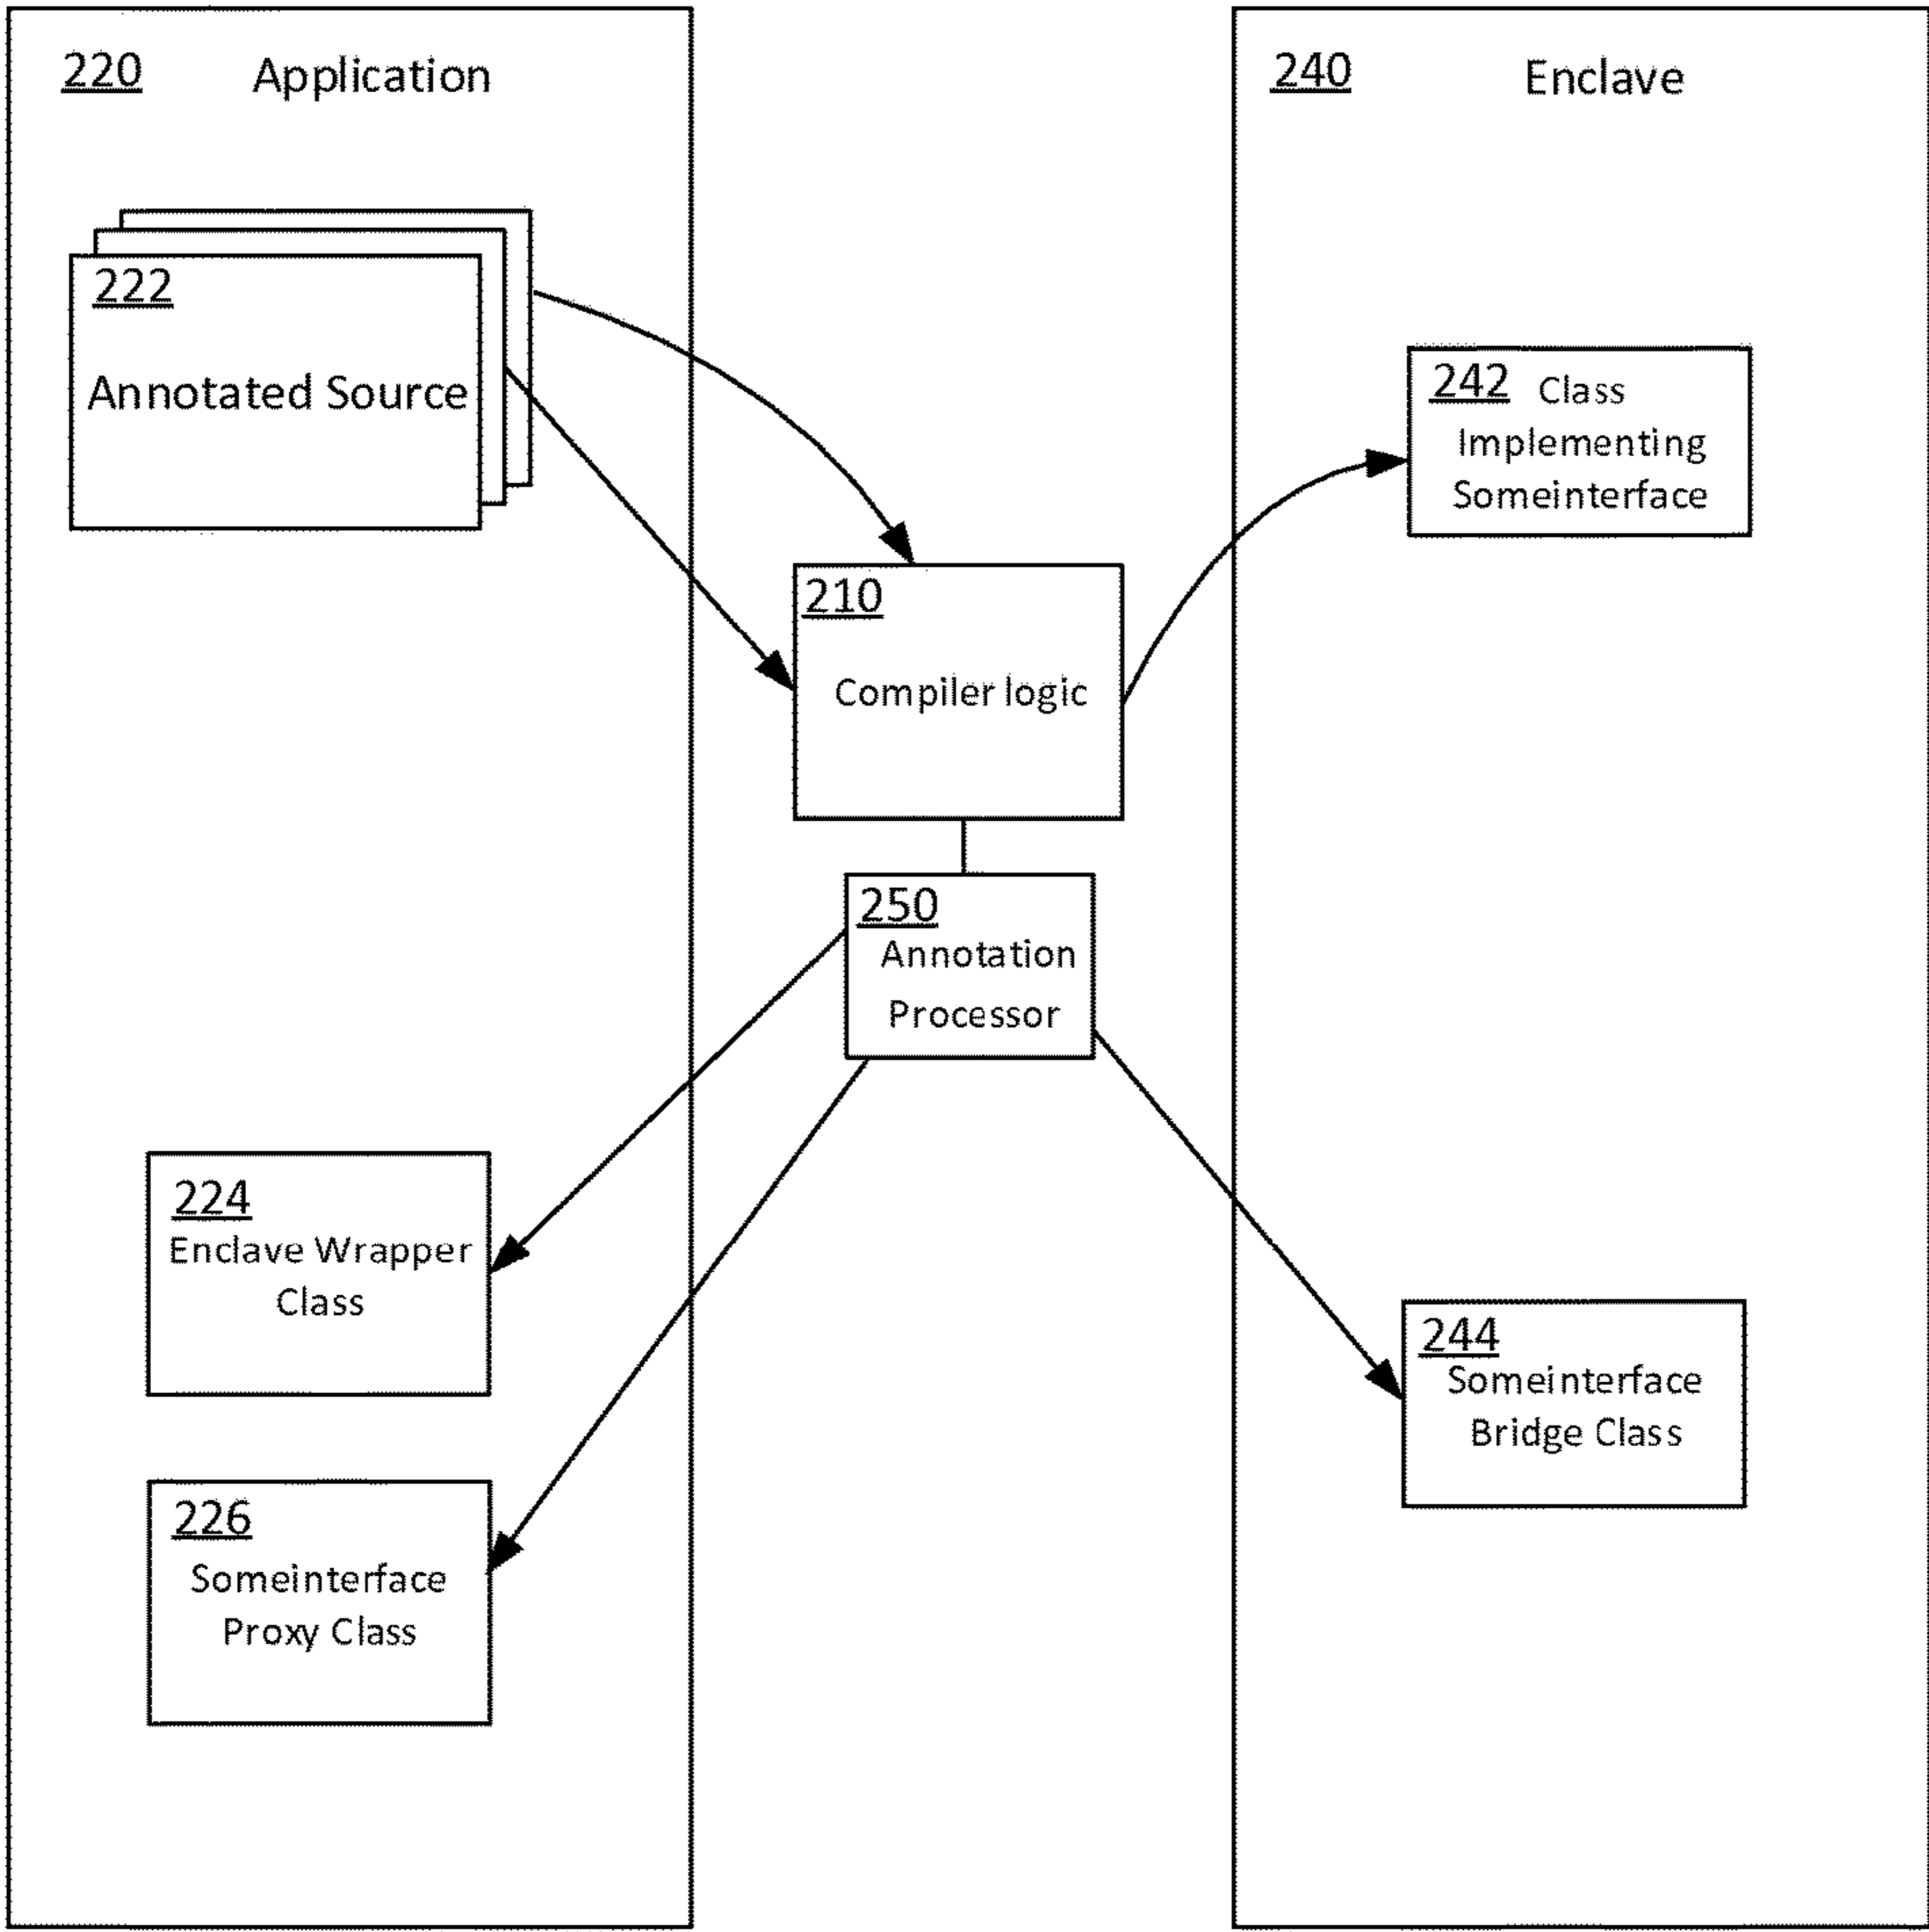 220 Application
240 Enclave
222
Annotated Source
242 Class
Implementing
Someinterface
210
Compiler logic
250
Annotation
Processor
224
Enclave Wrapper
Class
244
Someinterface
Bridge Class
226
Someinterface
Proxy Class